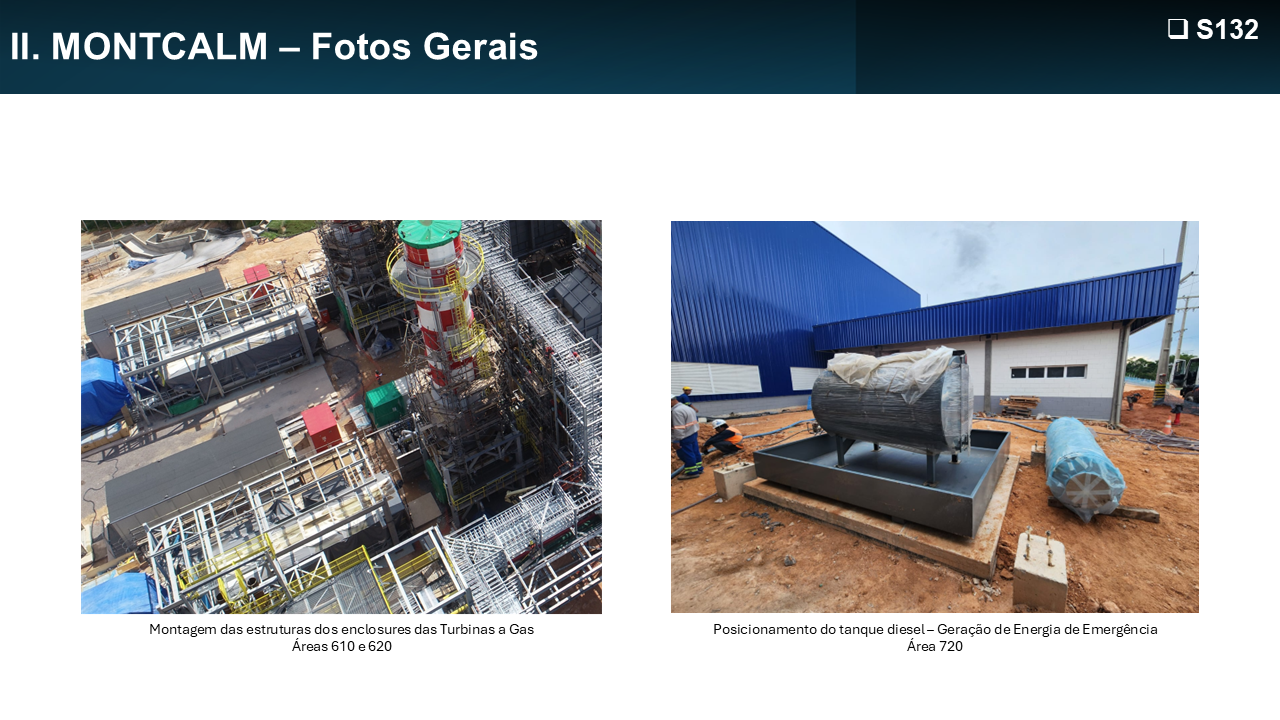 II. MONTCALM – Fotos Gerais
❑ S132
Montagem das estruturas dos enclosures das Turbinas a Gas
Áreas 610 e 620
Posicionamento do tanque diesel – Geração de Energia de Emergência
Área 720